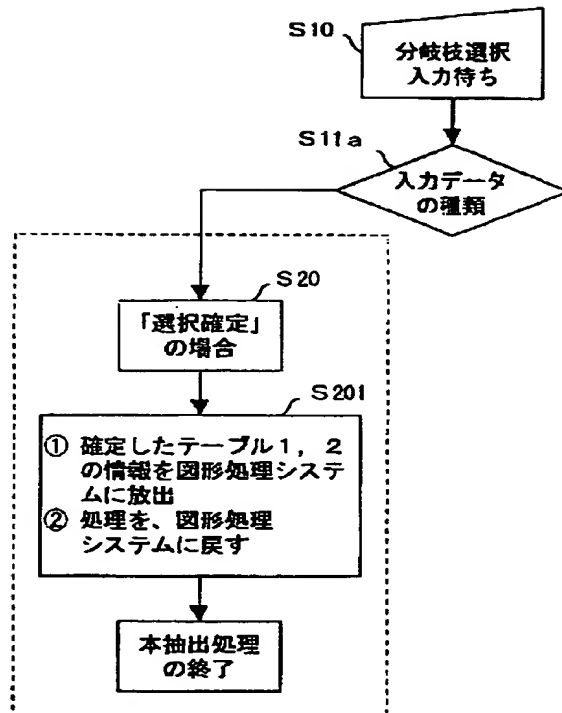 S10
分岐枝選択
入力待ち
S11a
入力データ
の種類
S20
「選択確定」
の場合
S201
① 確定したテーブル1，2
の情報を図形処理システ
ムに放出
② 処理を、図形処理
システムに戻す
本抽出処理
の終了